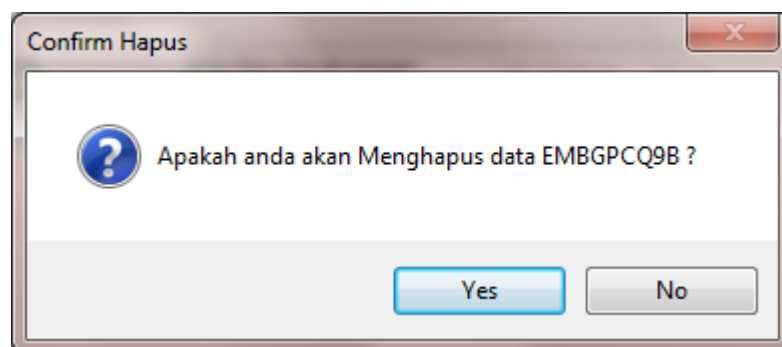 Confirm Hapus
Apakah anda akan Menghapus data EMBGPCQ9B ?
Yes
No